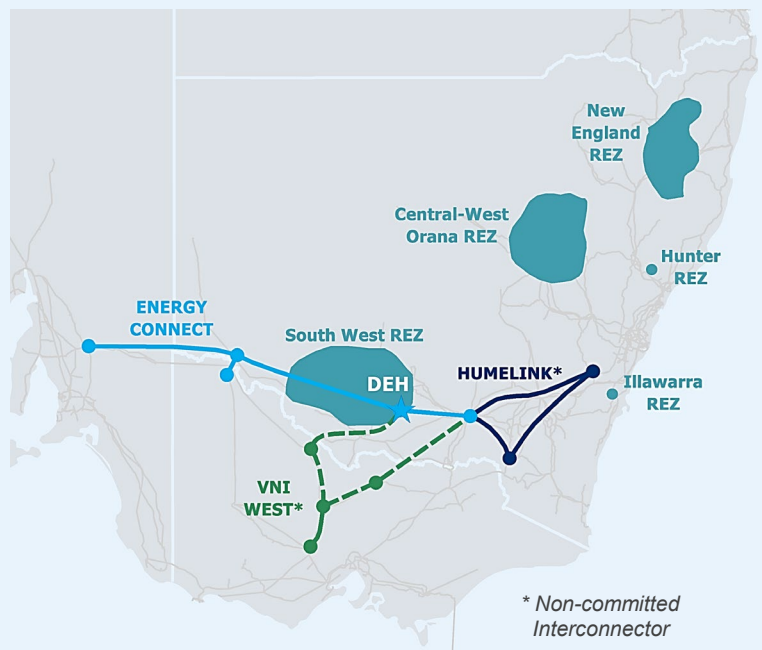 New
England
REZ
Central-West
Orana REZ
Hunter
REZ
ENERGY
CONNECT
South West REZ
DEH
HUMELINK*
Illawarra
REZ
VNI
WEST*
* Non-committed
Interconnector